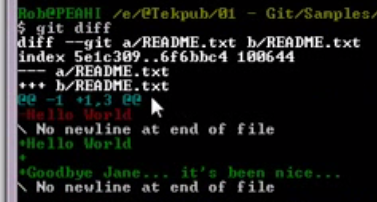 Rob@PEAHI /e/@Tekpub/01 - Git/Samples/
$ git diff
diff --git a/README.txt b/README.txt
index 5e1c309..6f6bbc4 100644
--- a/README.txt
+++ b/README.txt
@@ -1 +1,3 @@
-Hello World
\ No newline at end of file
+Hello World
+
+Goodbye Jane... it's been nice...
\ No newline at end of file